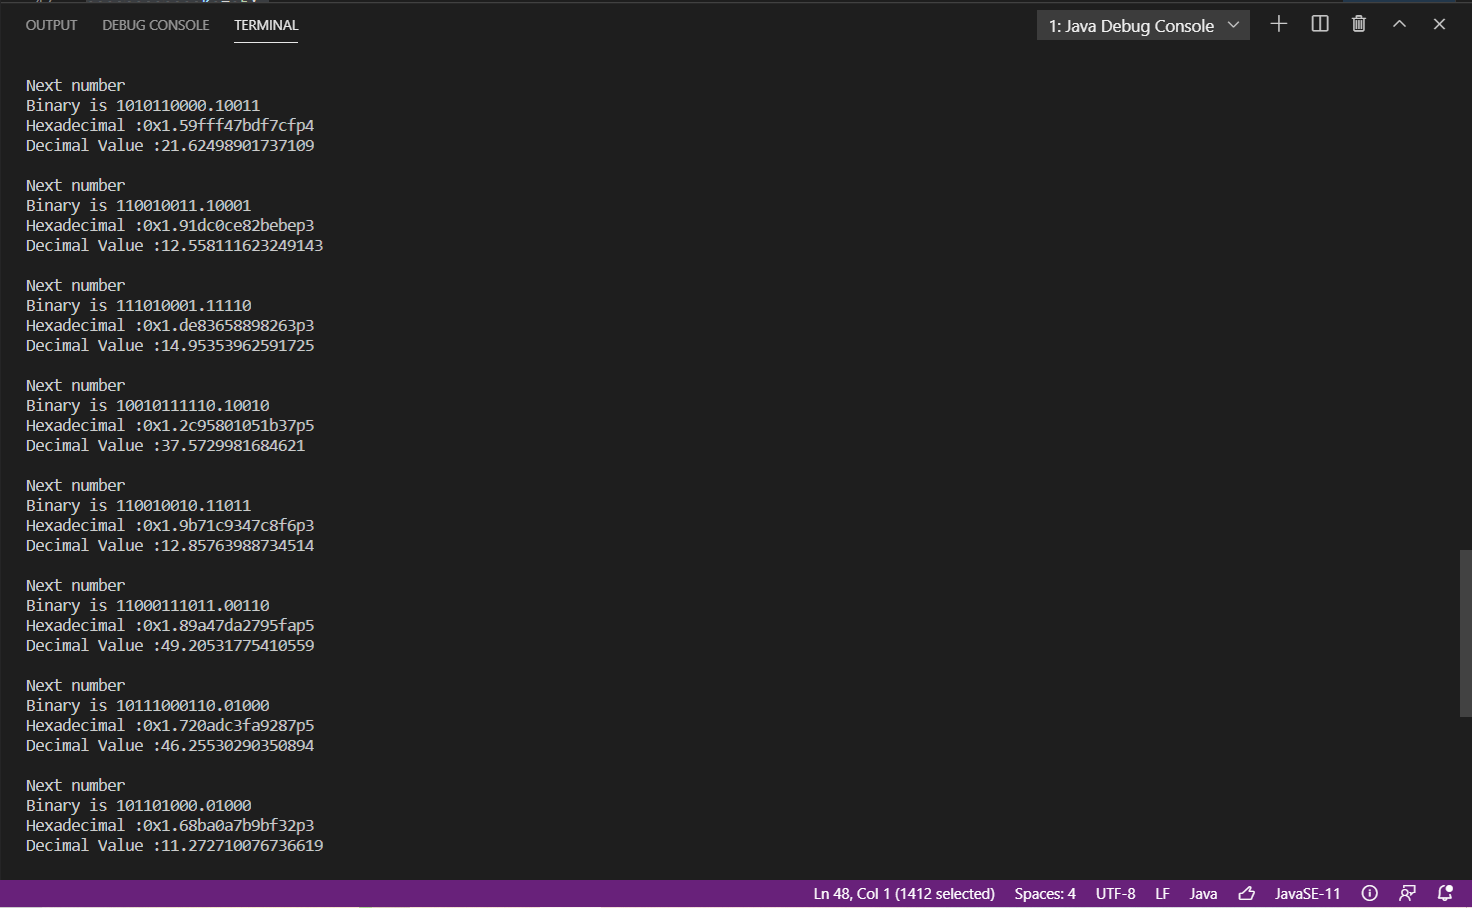 OUTPUT DEBUG CONSOLE TERMINAL 1: Java Debug Console
Next number
Binary is 1010110000.10011
Hexadecimal :0x1.59fff47bdf7cfp4
Decimal Value :21.62498901737109
Next number
Binary is 110010011.10001
Hexadecimal :0x1.91dc0ce82bebep3
Decimal Value :12.558111623249143
Next number
Binary is 111010001.11110
Hexadecimal :0x1.de83658898263p3
Decimal Value :14.95353962591725
Next number
Binary is 10010111110.10010
Hexadecimal :0x1.2c95801051b37p5
Decimal Value :37.5729981684621
Next number
Binary is 110010010.11011
Hexadecimal :0x1.9b71c9347c8f6p3
Decimal Value :12.85763988734514
Next number
Binary is 11000111011.00110
Hexadecimal :0x1.89a47da2795fap5
Decimal Value :49.20531775410559
Next number
Binary is 10111000110.01000
Hexadecimal :0x1.720adc3fa9287p5
Decimal Value :46.25530290350894
Next number
Binary is 101101000.01000
Hexadecimal :0x1.68ba0a7b9bf32p3
Decimal Value :11.272710076736619
Ln 48, Col 1 (1412 selected) Spaces: 4 UTF-8 LF Java JavaSE-11